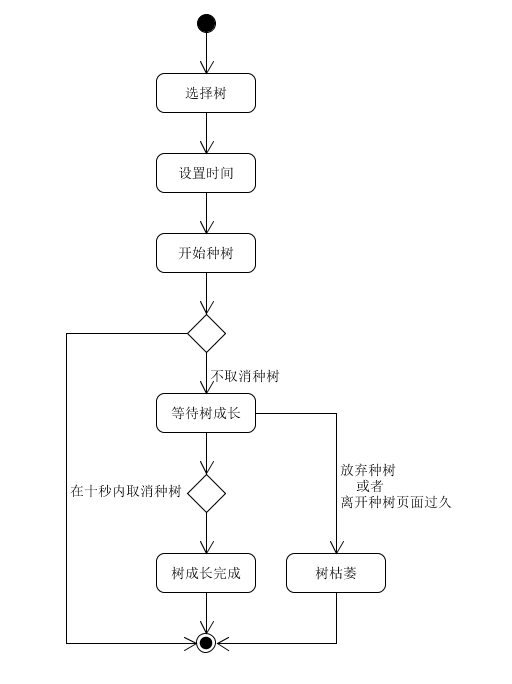 选择树
设置时间
开始种树
不取消种树
等待树成长
放弃种树
或者
离开种树页面过久
在十秒内取消种树
树成长完成
树枯萎